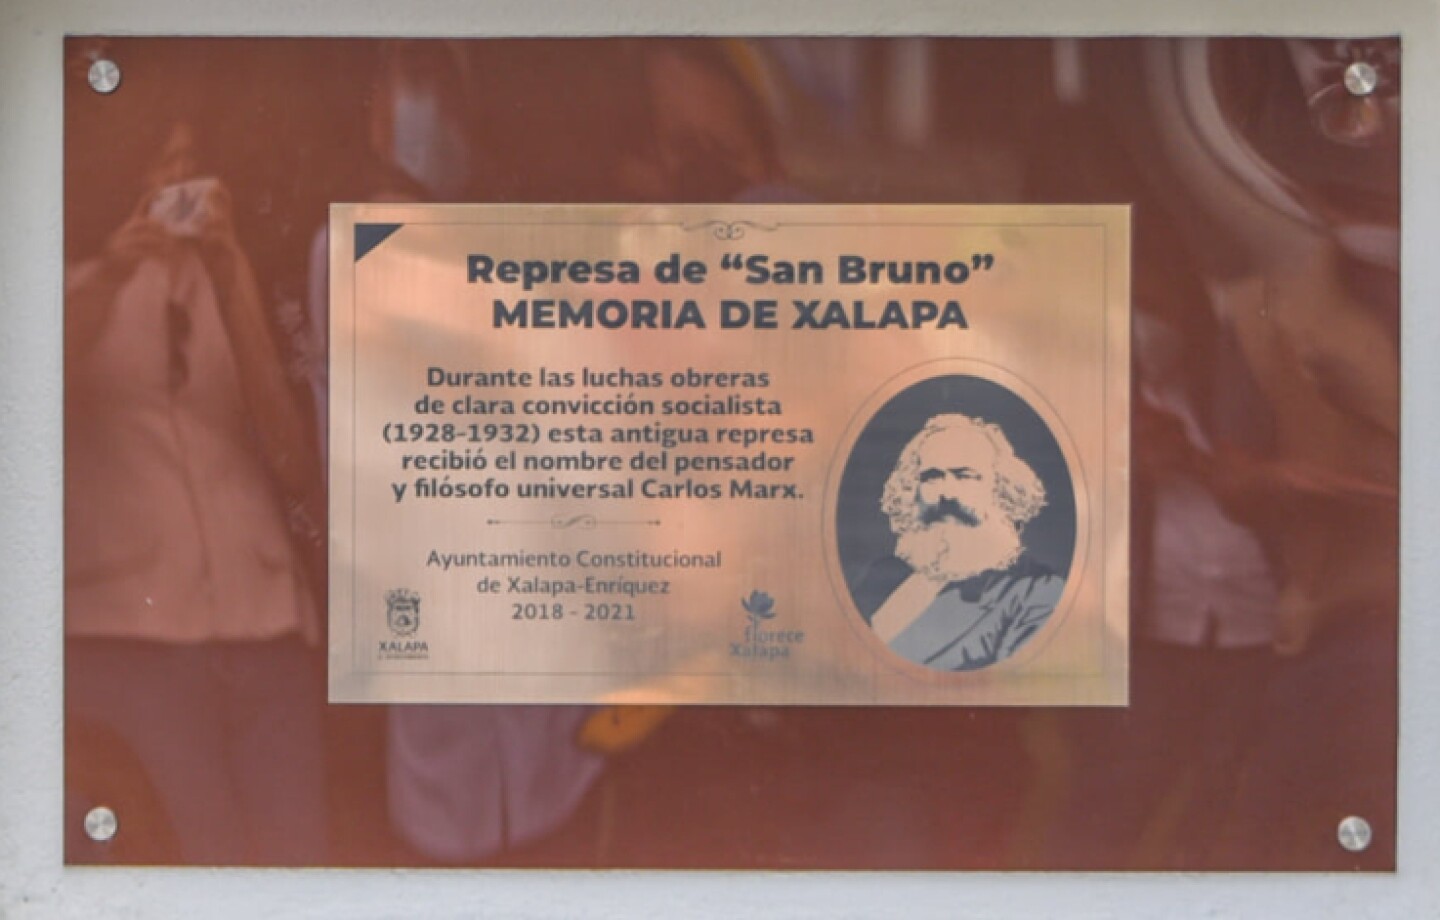 Represa de “San Bruno”
MEMORIA DE XALAPA
Durante las luchas obreras
de clara convicción socialista
(1928-1932) esta antigua represa
recibió el nombre del pensador
y filósofo universal Carlos Marx.
Ayuntamiento Constitucional
de Xalapa-Enríquez
2018 - 2021
XALAPA
florece
Xalapa